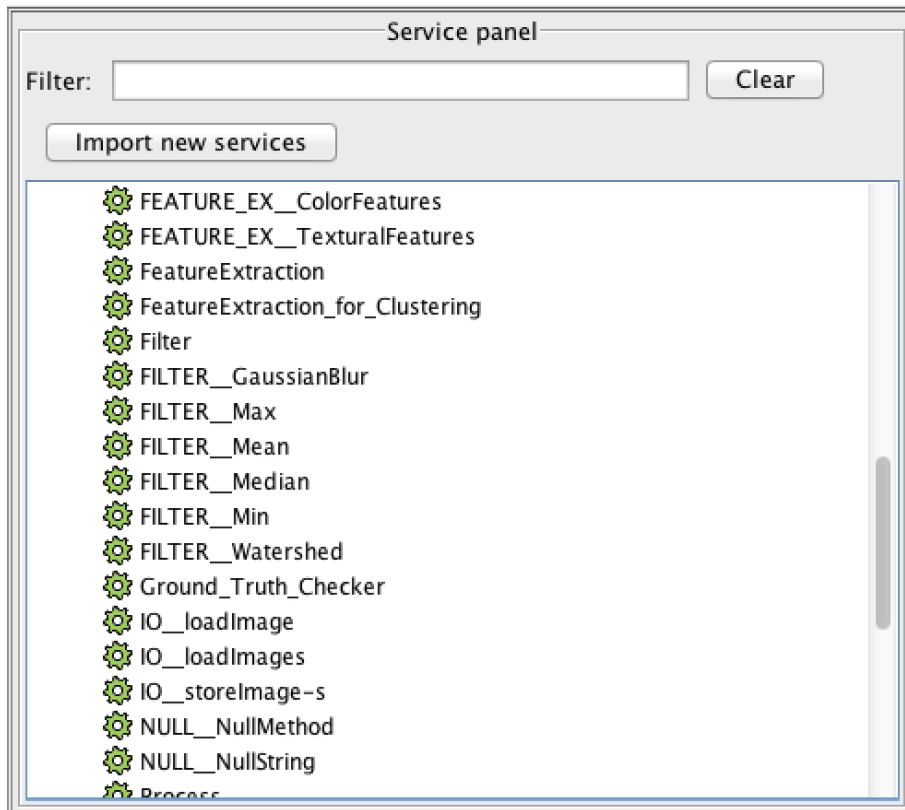 Service panel
Filter: Clear
Import new services
FEATURE_EX__ColorFeatures
FEATURE_EX__TexturalFeatures
FeatureExtraction
FeatureExtraction_for_Clustering
Filter
FILTER__GaussianBlur
FILTER__Max
FILTER__Mean
FILTER__Median
FILTER__Min
FILTER__Watershed
Ground_Truth_Checker
IO__loadImage
IO__loadImages
IO__storeImage-s
NULL__NullMethod
NULL__NullString
Process